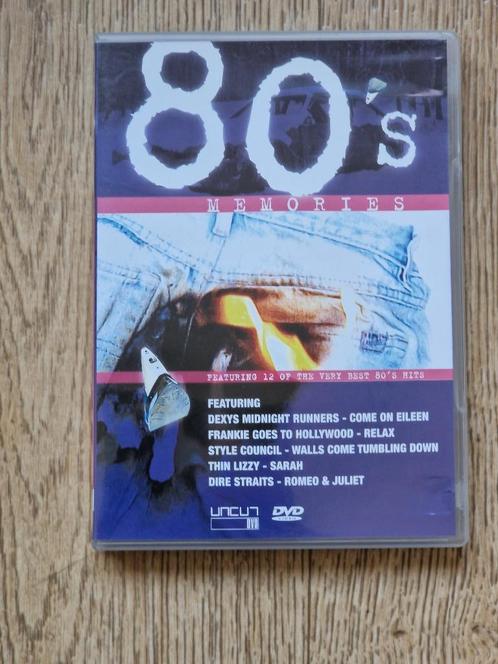 80's
MEMORIES
FEATURING 12 OF THE VERY BEST 80'S HITS
FEATURING
DEXYS MIDNIGHT RUNNERS - COME ON EILEEN
FRANKIE GOES TO HOLLYWOOD - RELAX
STYLE COUNCIL - WALLS COME TUMBLING DOWN
THIN LIZZY - SARAH
DIRE STRAITS - ROMEO & JULIET
UNCUT DVD
DVD VIDEO